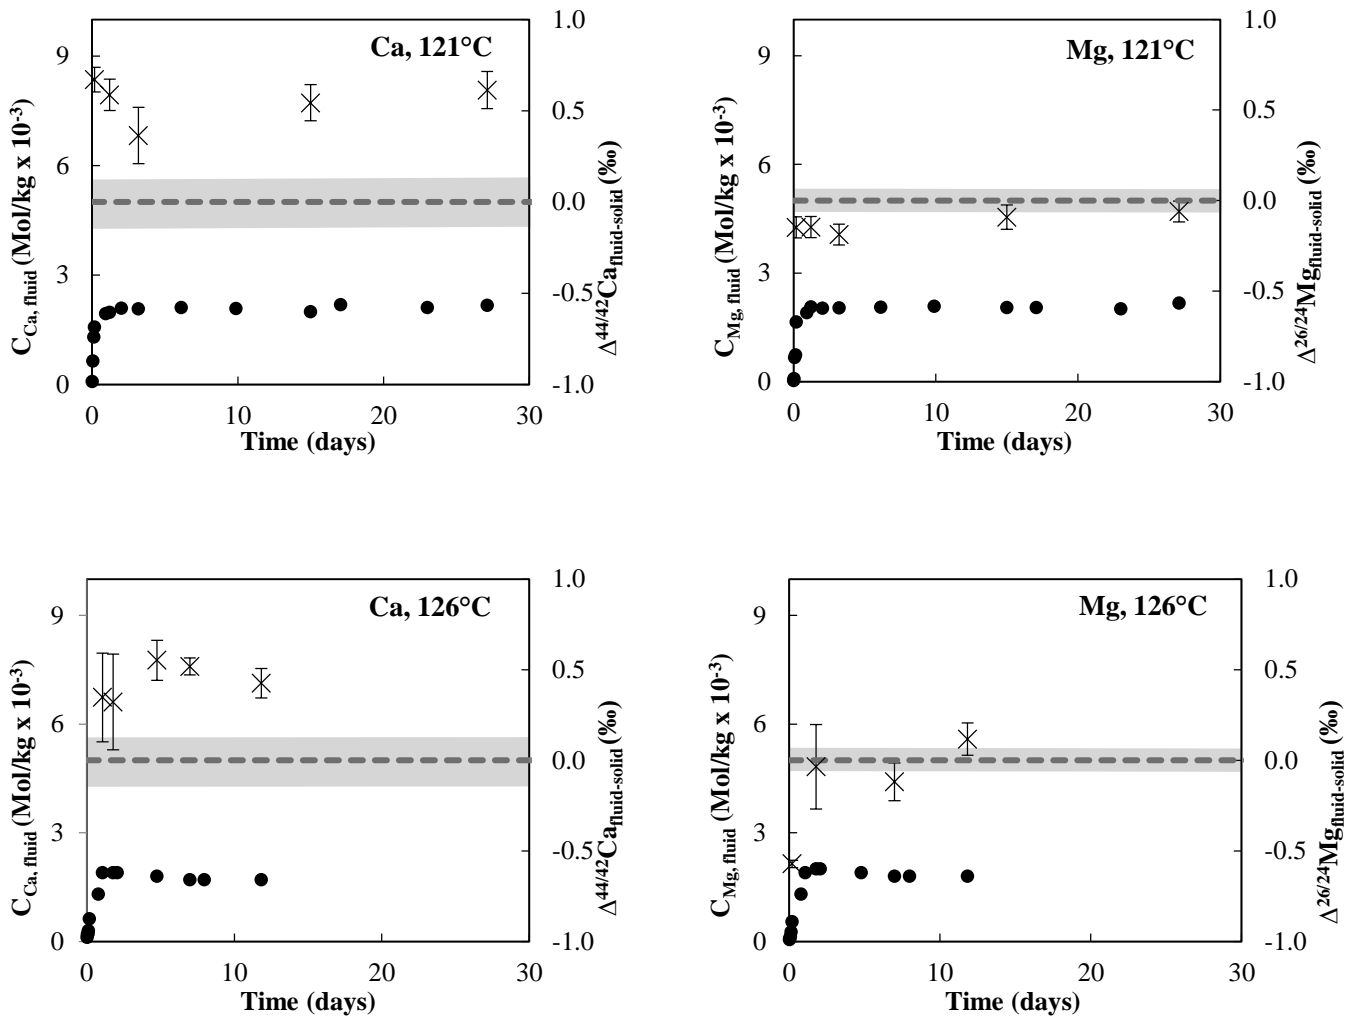 Ca, 121°C
9
6
3
0
1.0
0.5
0.0
-0.5
-1.0
0 10 20 30
Time (days)
C_Ca, fluid (Mol/kg x 10⁻³)
Δ⁴⁴/⁴²Ca_fluid-solid (‰)
Mg, 121°C
9
6
3
0
1.0
0.5
0.0
-0.5
-1.0
0 10 20 30
Time (days)
C_Mg, fluid (Mol/kg x 10⁻³)
Δ²⁶/²⁴Mg_fluid-solid (‰)
Ca, 126°C
9
6
3
0
1.0
0.5
0.0
-0.5
-1.0
0 10 20 30
Time (days)
C_Ca, fluid (Mol/kg x 10⁻³)
Δ⁴⁴/⁴²Ca_fluid-solid (‰)
Mg, 126°C
9
6
3
0
1.0
0.5
0.0
-0.5
-1.0
0 10 20 30
Time (days)
C_Mg, fluid (Mol/kg x 10⁻³)
Δ²⁶/²⁴Mg_fluid-solid (‰)